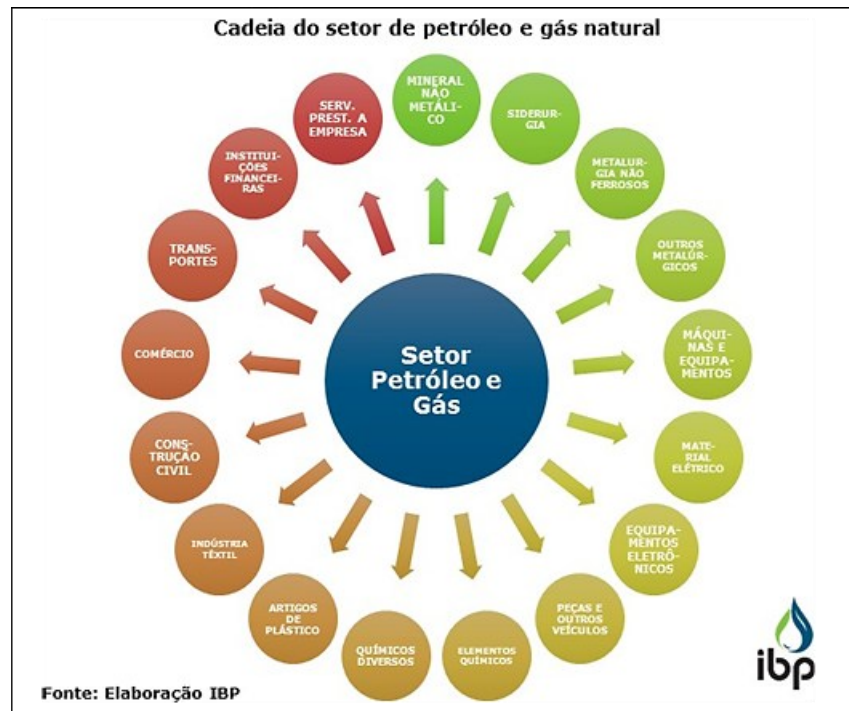 Cadeia do setor de petróleo e gás natural
MINERAL
NÃO
METÁLI-
CO
SIDERUR-
GIA
METALUR-
GIA NÃO
FERROSOS
OUTROS
METALÚR-
GICOS
MÁQUI-
NAS E
EQUIPA-
MENTOS
MATE-
RIAL
ELÉTRICO
EQUIPA-
MENTOS
ELETRÔ-
NICOS
PEÇAS E
OUTROS
VEÍCULOS
ELEMENTOS
QUÍMICOS
QUÍMICOS
DIVERSOS
ARTIGOS
DE
PLÁSTICO
INDÚSTRIA
TÊXTIL
CONS-
TRUÇÃO
CIVIL
COMÉRCIO
TRANS-
PORTES
INSTITUI-
ÇÕES
FINANCEI-
RAS
SERV.
PREST. A
EMPRESA
Setor
Petróleo e
Gás
ibp
Fonte: Elaboração IBP